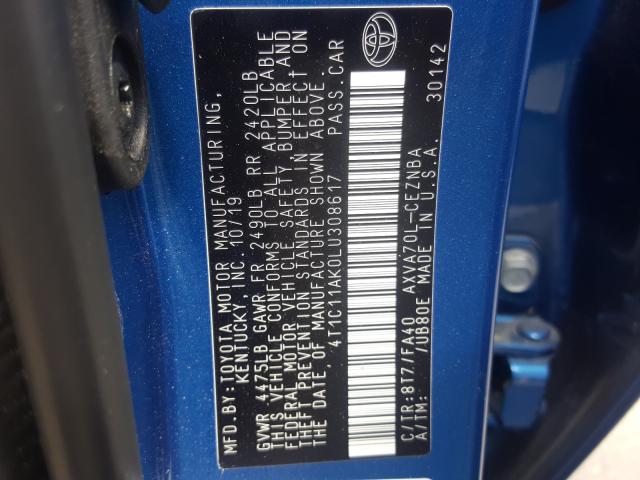 MFD. BY: TOYOTA MOTOR MANUFACTURING,
KENTUCKY, INC. 10/19
GVWR 4475LB GAWR FR 2490LB RR 2420LB
THIS VEHICLE CONFORMS TO ALL APPLICABLE
FEDERAL MOTOR VEHICLE SAFETY, BUMPER, AND
THEFT PREVENTION STANDARDS IN EFFECT ON
THE DATE OF MANUFACTURE SHOWN ABOVE.
4T1C11AK0LU308617 PASS. CAR
C/TR: 8T7/FA40 AXVA70L-CEZNBA
A/TM: /UB80E MADE IN U.S.A.
30142